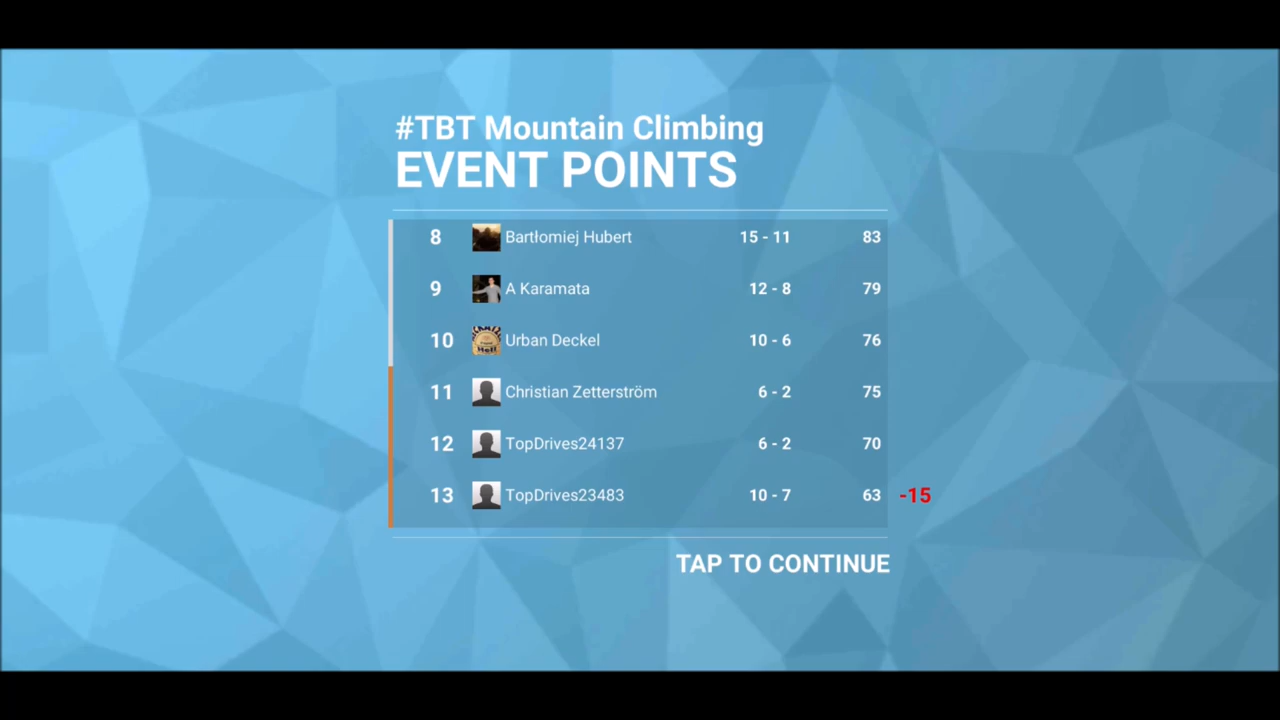 #TBT Mountain Climbing
EVENT POINTS
8 Bartłomiej Hubert 15 - 11 83
9 A Karamata 12 - 8 79
10 Urban Deckel 10 - 6 76
11 Christian Zetterström 6 - 2 75
12 TopDrives24137 6 - 2 70
13 TopDrives23483 10 - 7 63 -15
TAP TO CONTINUE